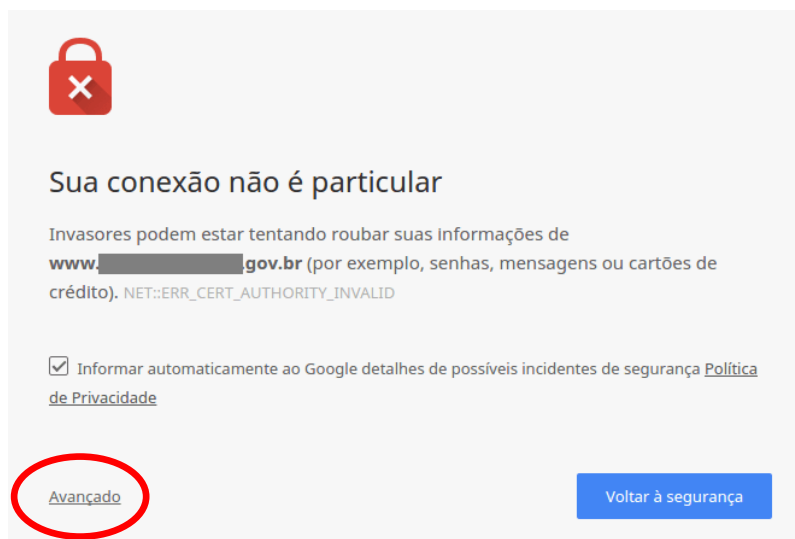 Sua conexão não é particular
Invasores podem estar tentando roubar suas informações de
www. .gov.br (por exemplo, senhas, mensagens ou cartões de
crédito). NET::ERR_CERT_AUTHORITY_INVALID
Informar automaticamente ao Google detalhes de possíveis incidentes de segurança Política
de Privacidade
Avançado
Voltar à segurança